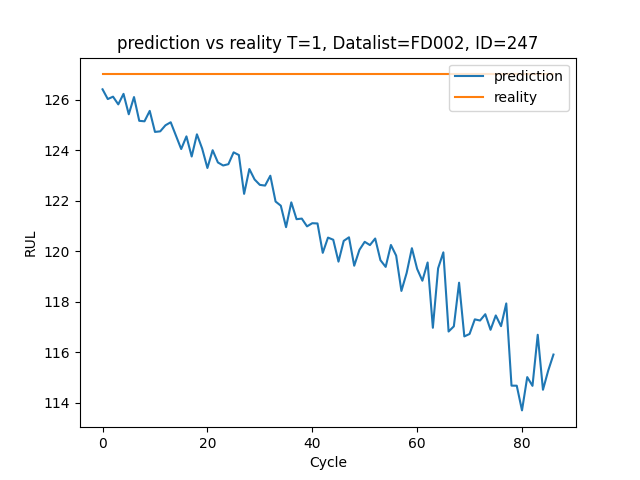 prediction vs reality T=1, Datalist=FD002, ID=247
prediction
reality
126
124
122
120
118
116
114
RUL
0 20 40 60 80
Cycle